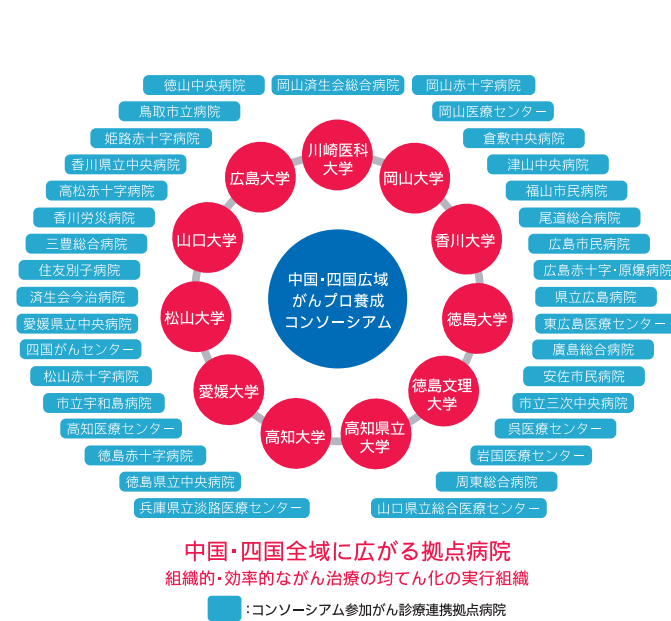 徳山中央病院
岡山済生会総合病院
岡山赤十字病院
鳥取市立病院
岡山医療センター
姫路赤十字病院
倉敷中央病院
香川県立中央病院
津山中央病院
高松赤十字病院
福山市民病院
香川労災病院
尾道総合病院
三豊総合病院
広島市民病院
住友別子病院
広島赤十字・原爆病院
済生会今治病院
県立広島病院
愛媛県立中央病院
東広島医療センター
四国がんセンター
廣島総合病院
松山赤十字病院
安佐市民病院
市立宇和島病院
市立三次中央病院
高知医療センター
呉医療センター
徳島赤十字病院
岩国医療センター
徳島県立中央病院
周東総合病院
兵庫県立淡路医療センター
山口県立総合医療センター
川崎医科
大学
岡山大学
香川大学
徳島大学
徳島文理
大学
高知県立
大学
高知大学
愛媛大学
松山大学
山口大学
広島大学
中国・四国広域
がんプロ養成
コンソーシアム
中国・四国全域に広がる拠点病院
組織的・効率的ながん治療の均てん化の実行組織
:コンソーシアム参加がん診療連携拠点病院